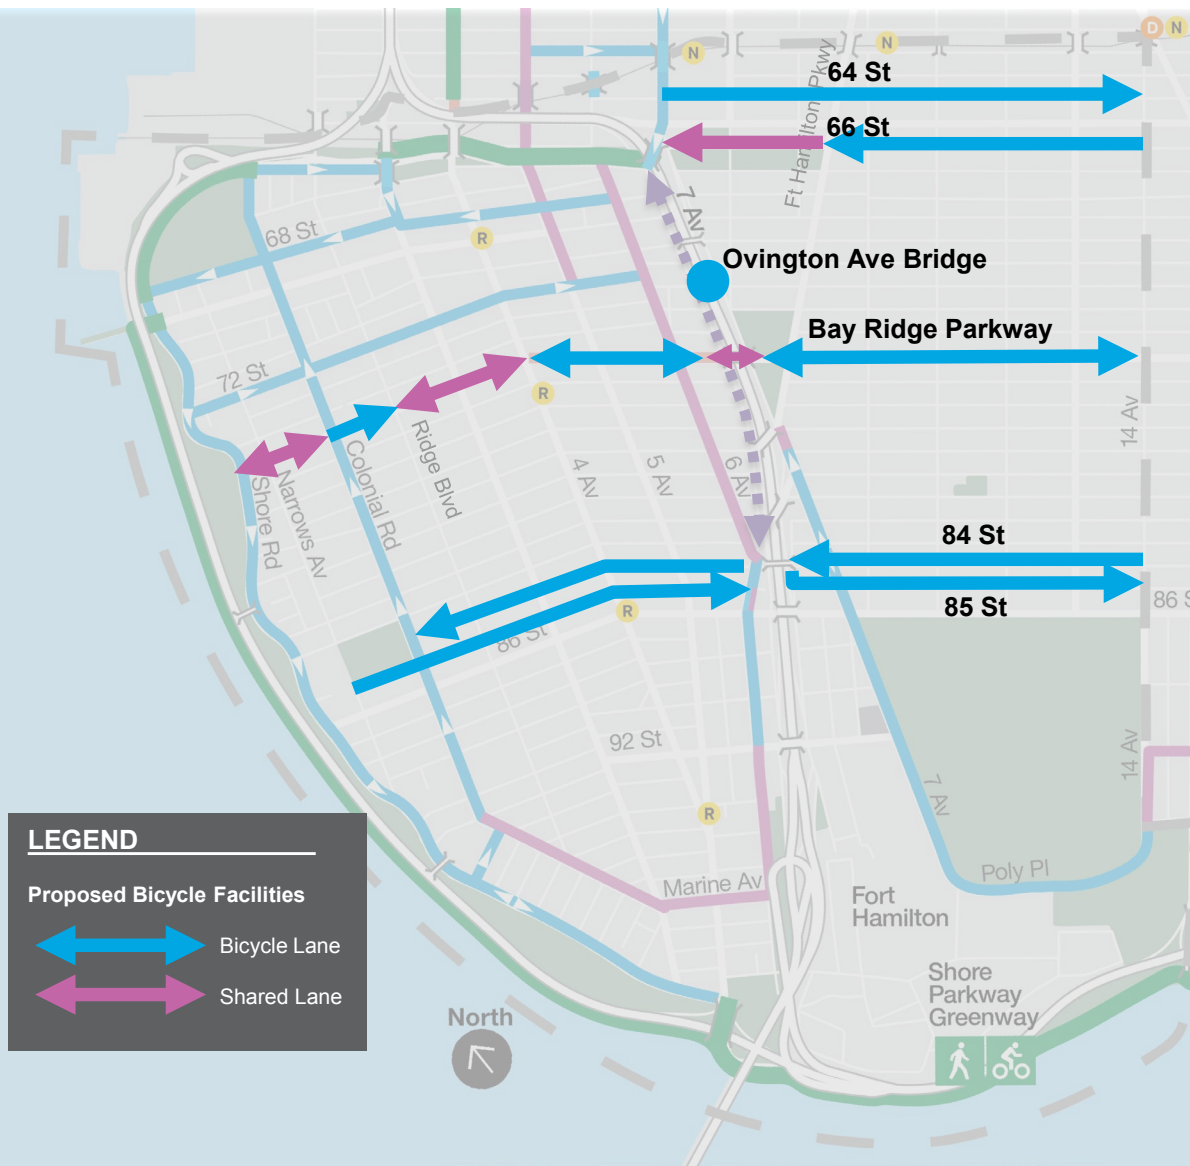 D
N
N
N
64 St
66 St
Ft Hamilton Pkwy
7 Av
68 St
R
Ovington Ave Bridge
Bay Ridge Parkway
72 St
R
14 Av
Ridge Blvd
Colonial Rd
Narrows Av
Shore Rd
4 Av
5 Av
6 Av
84 St
85 St
86 S
R
86 St
92 St
14 Av
7 Av
R
LEGEND
Proposed Bicycle Facilities
Bicycle Lane
Shared Lane
Marine Av
Poly Pl
Fort
Hamilton
Shore
Parkway
Greenway
North